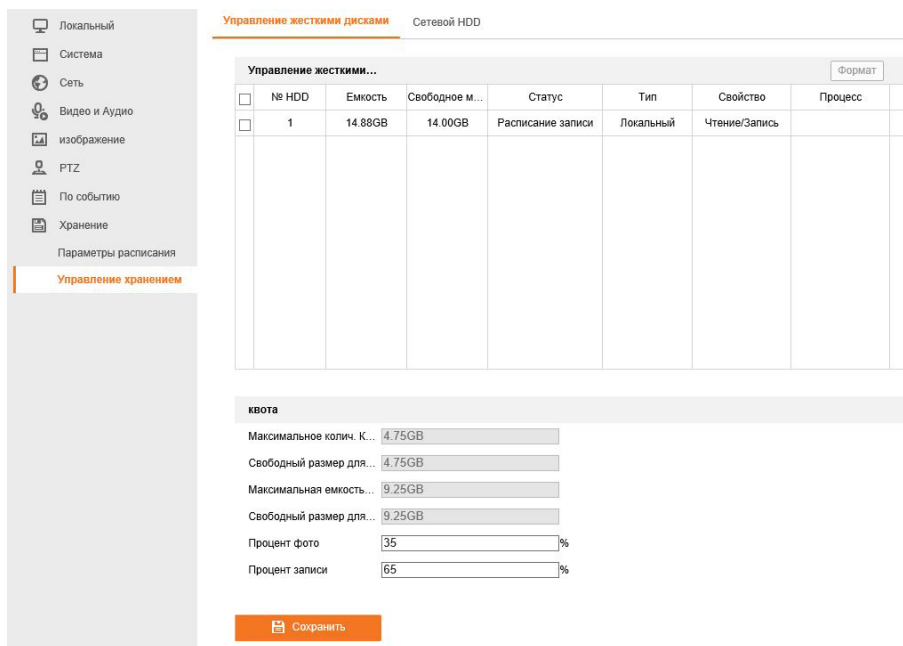 Локальный
Система
Сеть
Видео и Аудио
изображение
PTZ
По событию
Хранение
Параметры расписания
Управление хранением
Управление жесткими дисками Сетевой HDD
Управление жесткими... Формат
№ HDD Емкость Свободное м... Статус Тип Свойство Процесс
1 14.88GB 14.00GB Расписание записи Локальный Чтение/Запись
квота
Максимальное колич. К... 4.75GB
Свободный размер для... 4.75GB
Максимальная емкость... 9.25GB
Свободный размер для... 9.25GB
Процент фото 35 %
Процент записи 65 %
Сохранить